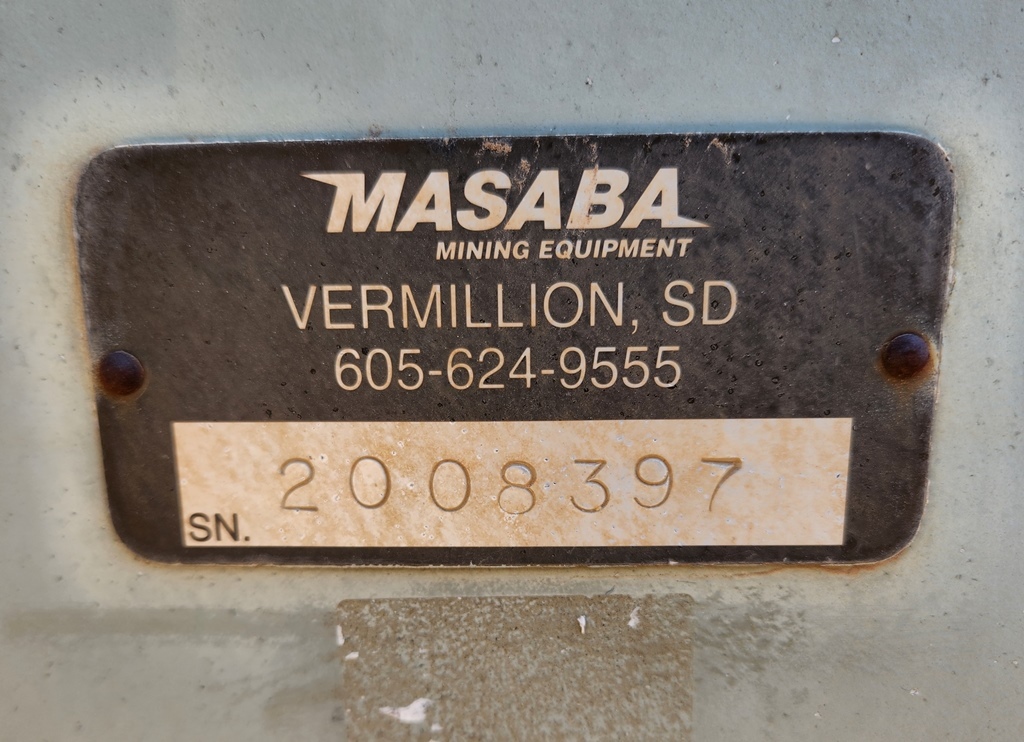 MASABA
MINING EQUIPMENT
VERMILLION, SD
605-624-9555
SN. 2008397